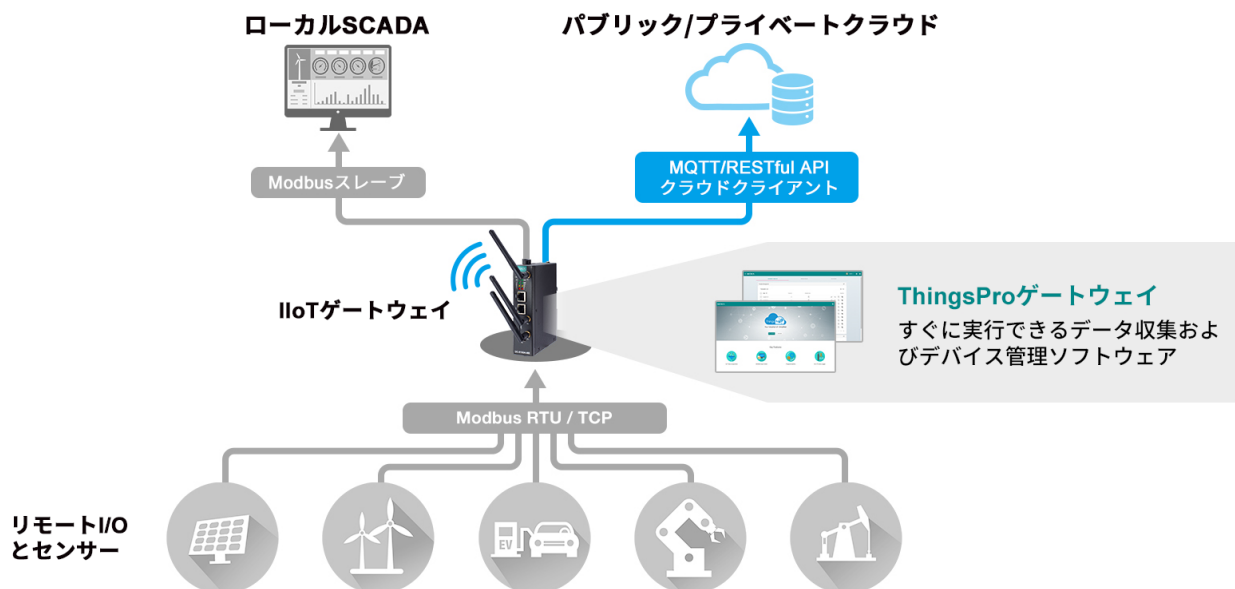 ローカルSCADA
パブリック/プライベートクラウド
Modbusスレーブ
MQTT/RESTful API
クラウドクライアント
IIoTゲートウェイ
ThingsProゲートウェイ
すぐに実行できるデータ収集およ
びデバイス管理ソフトウェア
Modbus RTU / TCP
リモートI/O
とセンサー
EV